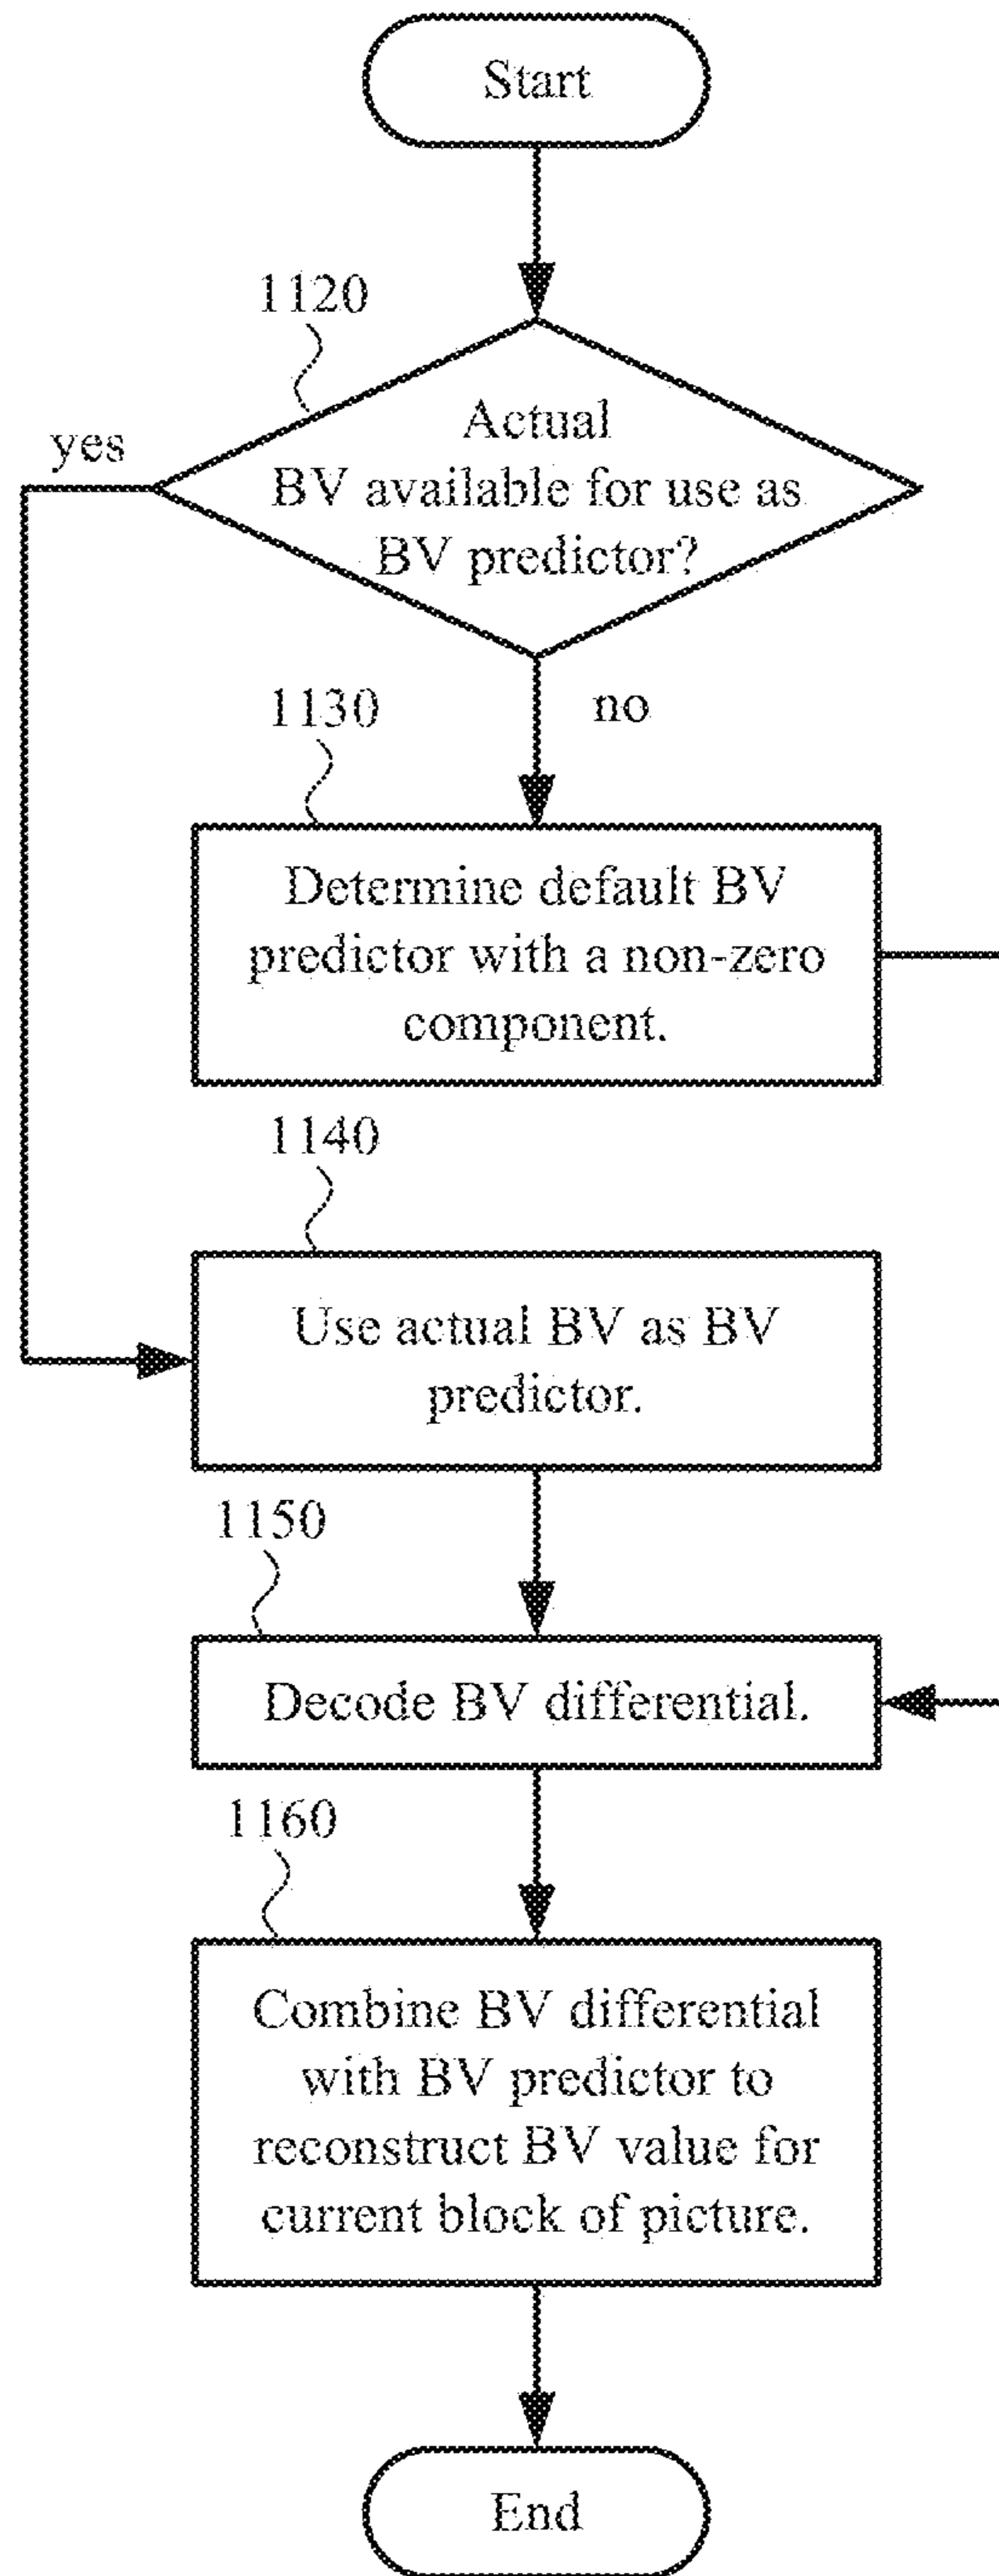 Start
1120
yes
Actual
BV available for use as
BV predictor?
no
1130
Determine default BV
predictor with a non-zero
component.
1140
Use actual BV as BV
predictor.
1150
Decode BV differential.
1160
Combine BV differential
with BV predictor to
reconstruct BV value for
current block of picture.
End